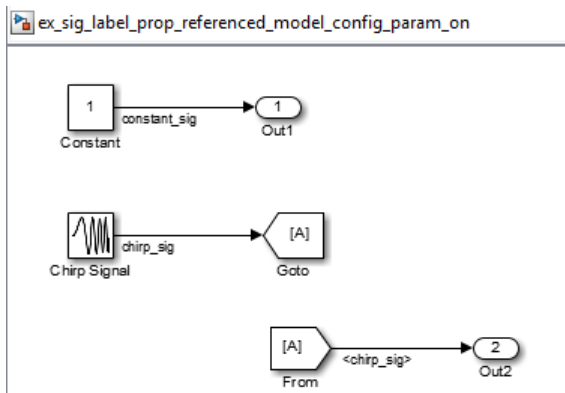 ex_sig_label_prop_referenced_model_config_param_on
1
constant_sig
1
Constant
Out1
chirp_sig
[A]
Chirp Signal
Goto
[A]
<chirp_sig>
2
From
Out2